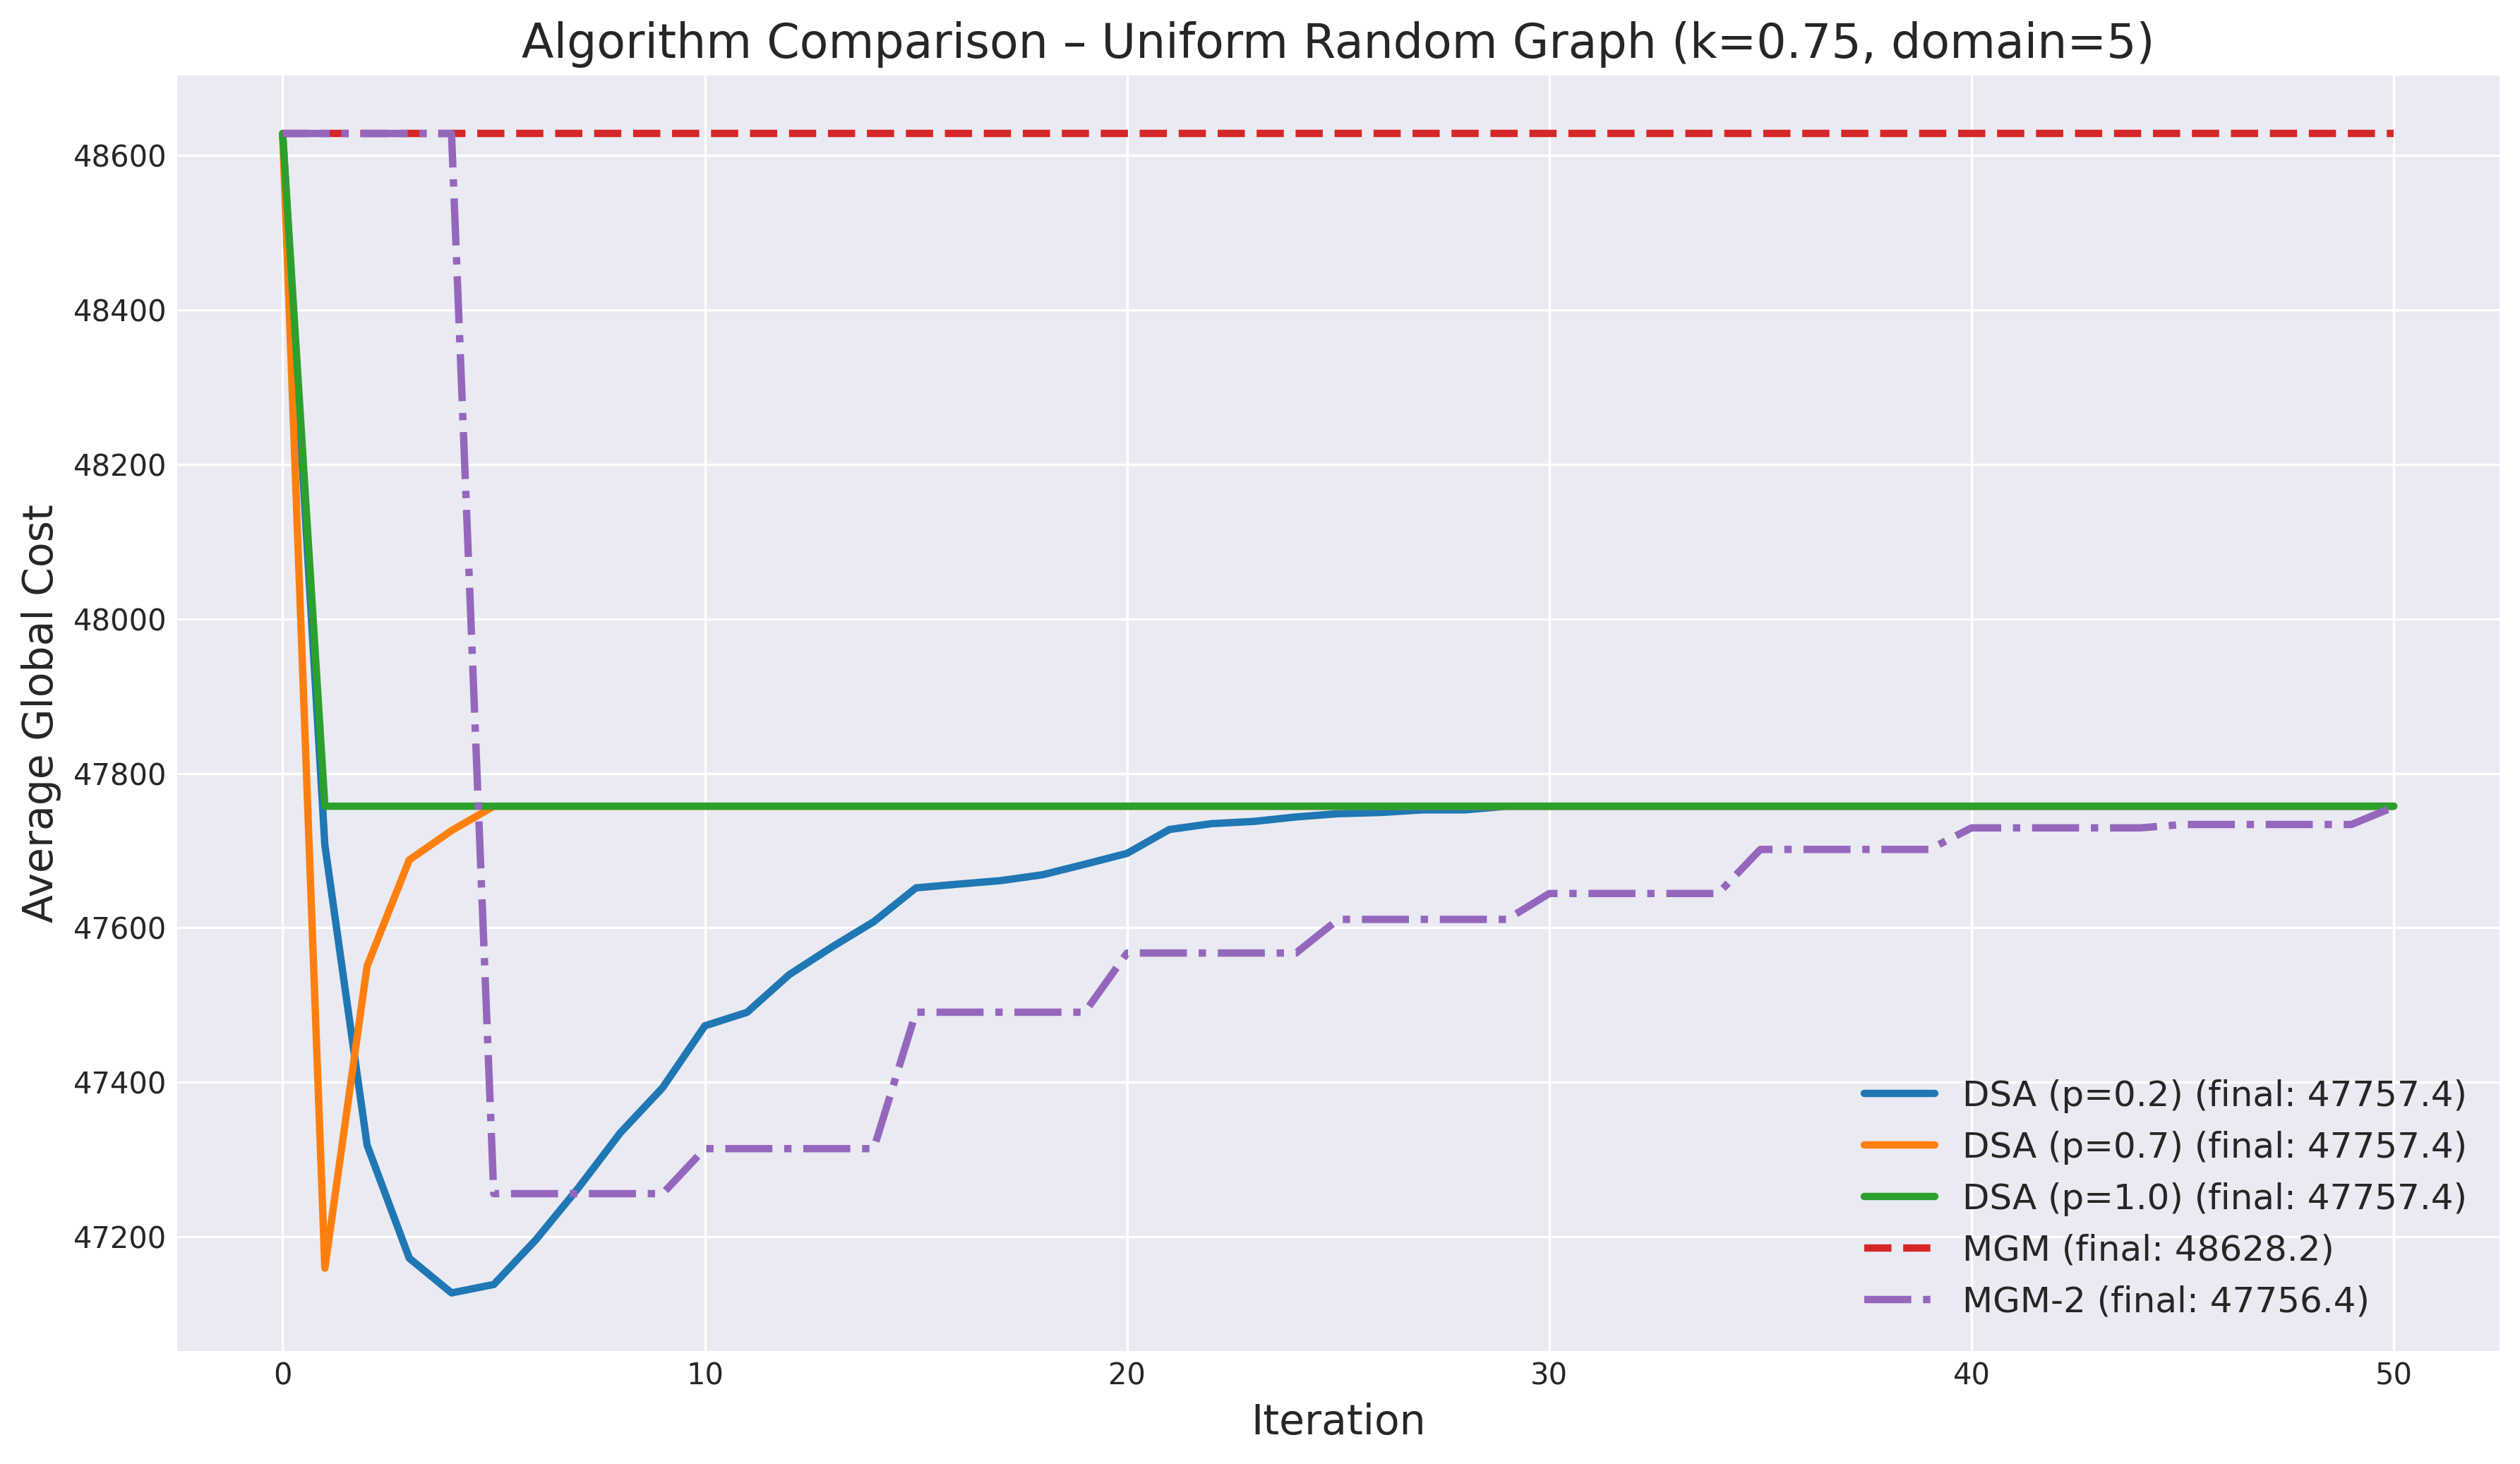 Algorithm Comparison – Uniform Random Graph (k=0.75, domain=5)
Average Global Cost
48600
48400
48200
48000
47800
47600
47400
47200
0 10 20 30 40 50
Iteration
DSA (p=0.2) (final: 47757.4)
DSA (p=0.7) (final: 47757.4)
DSA (p=1.0) (final: 47757.4)
MGM (final: 48628.2)
MGM-2 (final: 47756.4)